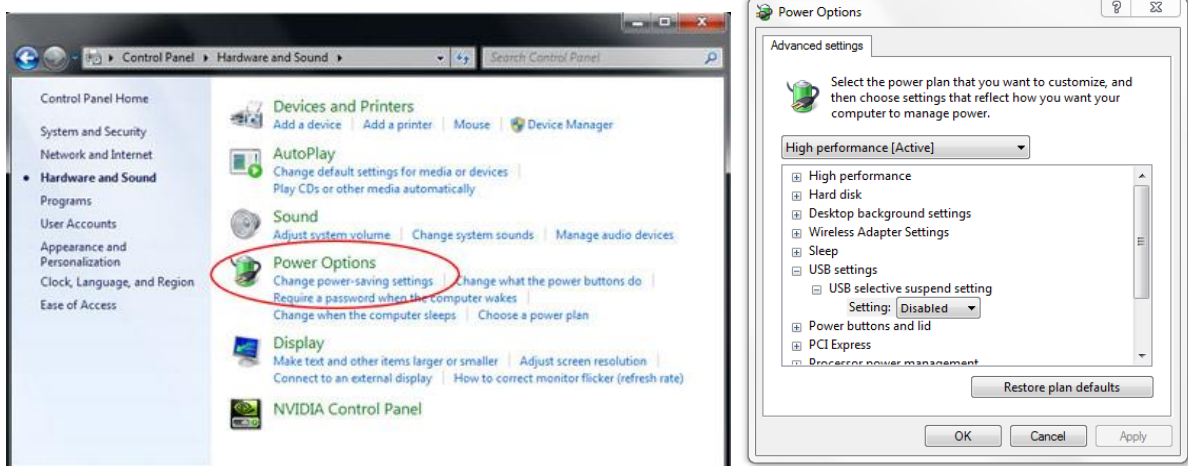 Control Panel ▸ Hardware and Sound ▸
Search Control Panel
Control Panel Home
System and Security
Network and Internet
Hardware and Sound
Programs
User Accounts
Appearance and
Personalization
Clock, Language, and Region
Ease of Access
Devices and Printers
Add a device Add a printer Mouse Device Manager
AutoPlay
Change default settings for media or devices
Play CDs or other media automatically
Sound
Adjust system volume Change system sounds Manage audio devices
Power Options
Change power-saving settings Change what the power buttons do
Require a password when the computer wakes
Change when the computer sleeps Choose a power plan
Display
Make text and other items larger or smaller Adjust screen resolution
Connect to an external display How to correct monitor flicker (refresh rate)
NVIDIA Control Panel
Power Options
Advanced settings
Select the power plan that you want to customize, and
then choose settings that reflect how you want your
computer to manage power.
High performance [Active]
High performance
Hard disk
Desktop background settings
Wireless Adapter Settings
Sleep
USB settings
USB selective suspend setting
Setting: Disabled
Power buttons and lid
PCI Express
Processor power management
Restore plan defaults
OK Cancel Apply